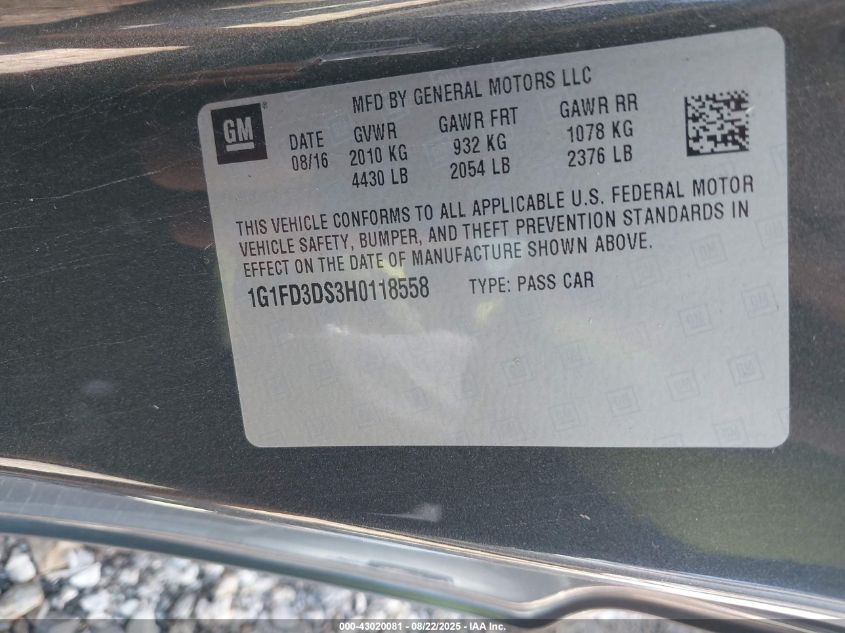 MFD BY GENERAL MOTORS LLC
GM®
DATE GVWR GAWR FRT GAWR RR
08/16 2010 KG 932 KG 1078 KG
4430 LB 2054 LB 2376 LB
THIS VEHICLE CONFORMS TO ALL APPLICABLE U.S. FEDERAL MOTOR
VEHICLE SAFETY, BUMPER, AND THEFT PREVENTION STANDARDS IN
EFFECT ON THE DATE OF MANUFACTURE SHOWN ABOVE.
1G1FD3DS3H0118558 TYPE: PASS CAR
000-43020081 - 08/22/2025 - IAA Inc.